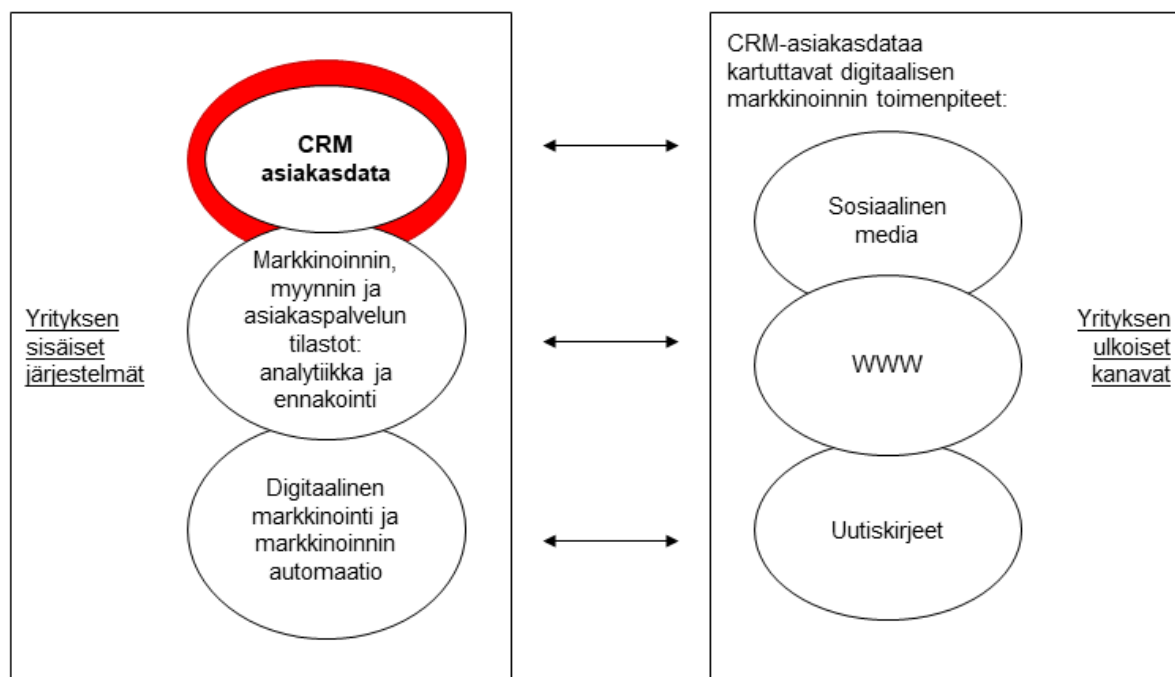 CRM
asiakasdata
Markkinoinnin,
myynnin ja
asiakaspalvelun
tilastot:
analytiikka ja
ennakointi
Digitaalinen
markkinointi ja
markkinoinnin
automaatio
Yrityksen
sisäiset
järjestelmät
CRM-asiakasdataa
kartuttavat digitaalisen
markkinoinnin toimenpiteet:
Sosiaalinen
media
WWW
Uutiskirjeet
Yrityksen
ulkoiset
kanavat